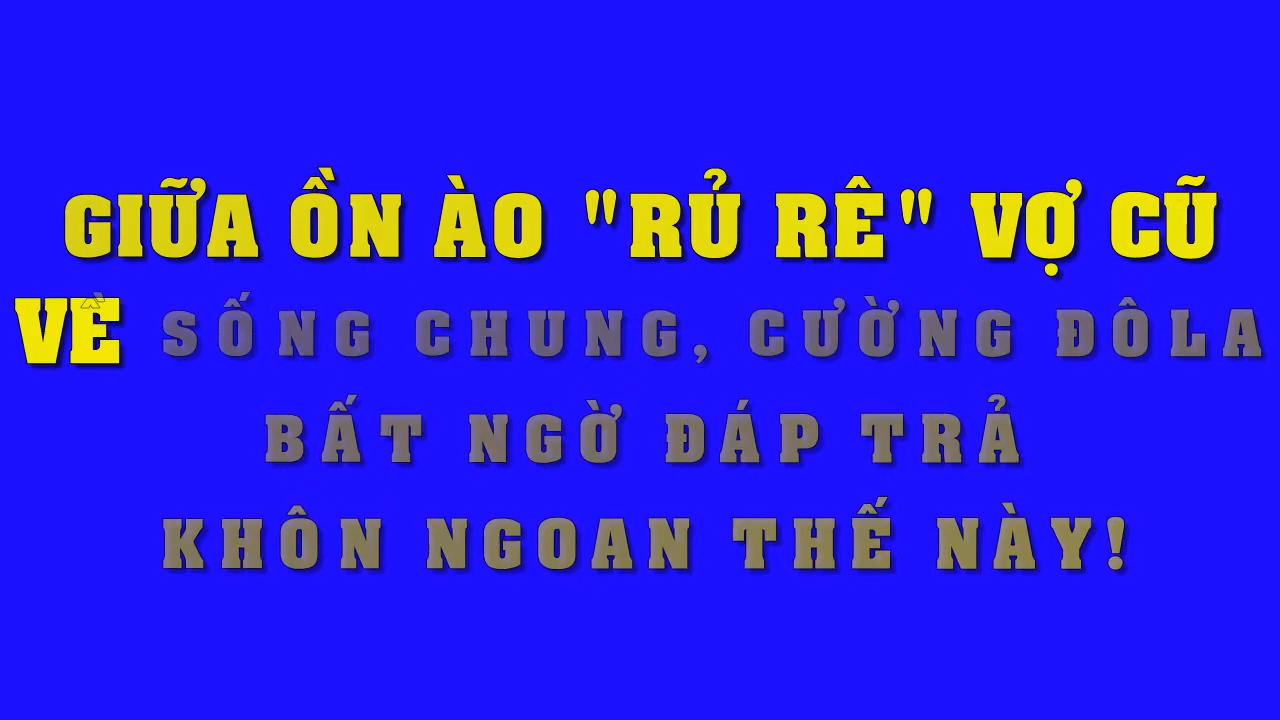 GIỮA ỒN ÀO "RỦ RÊ" VỢ CŨ
VỀ SỐNG CHUNG, CƯỜNG ĐÔLA
BẤT NGỜ ĐÁP TRẢ
KHÔN NGOAN THẾ NÀY!